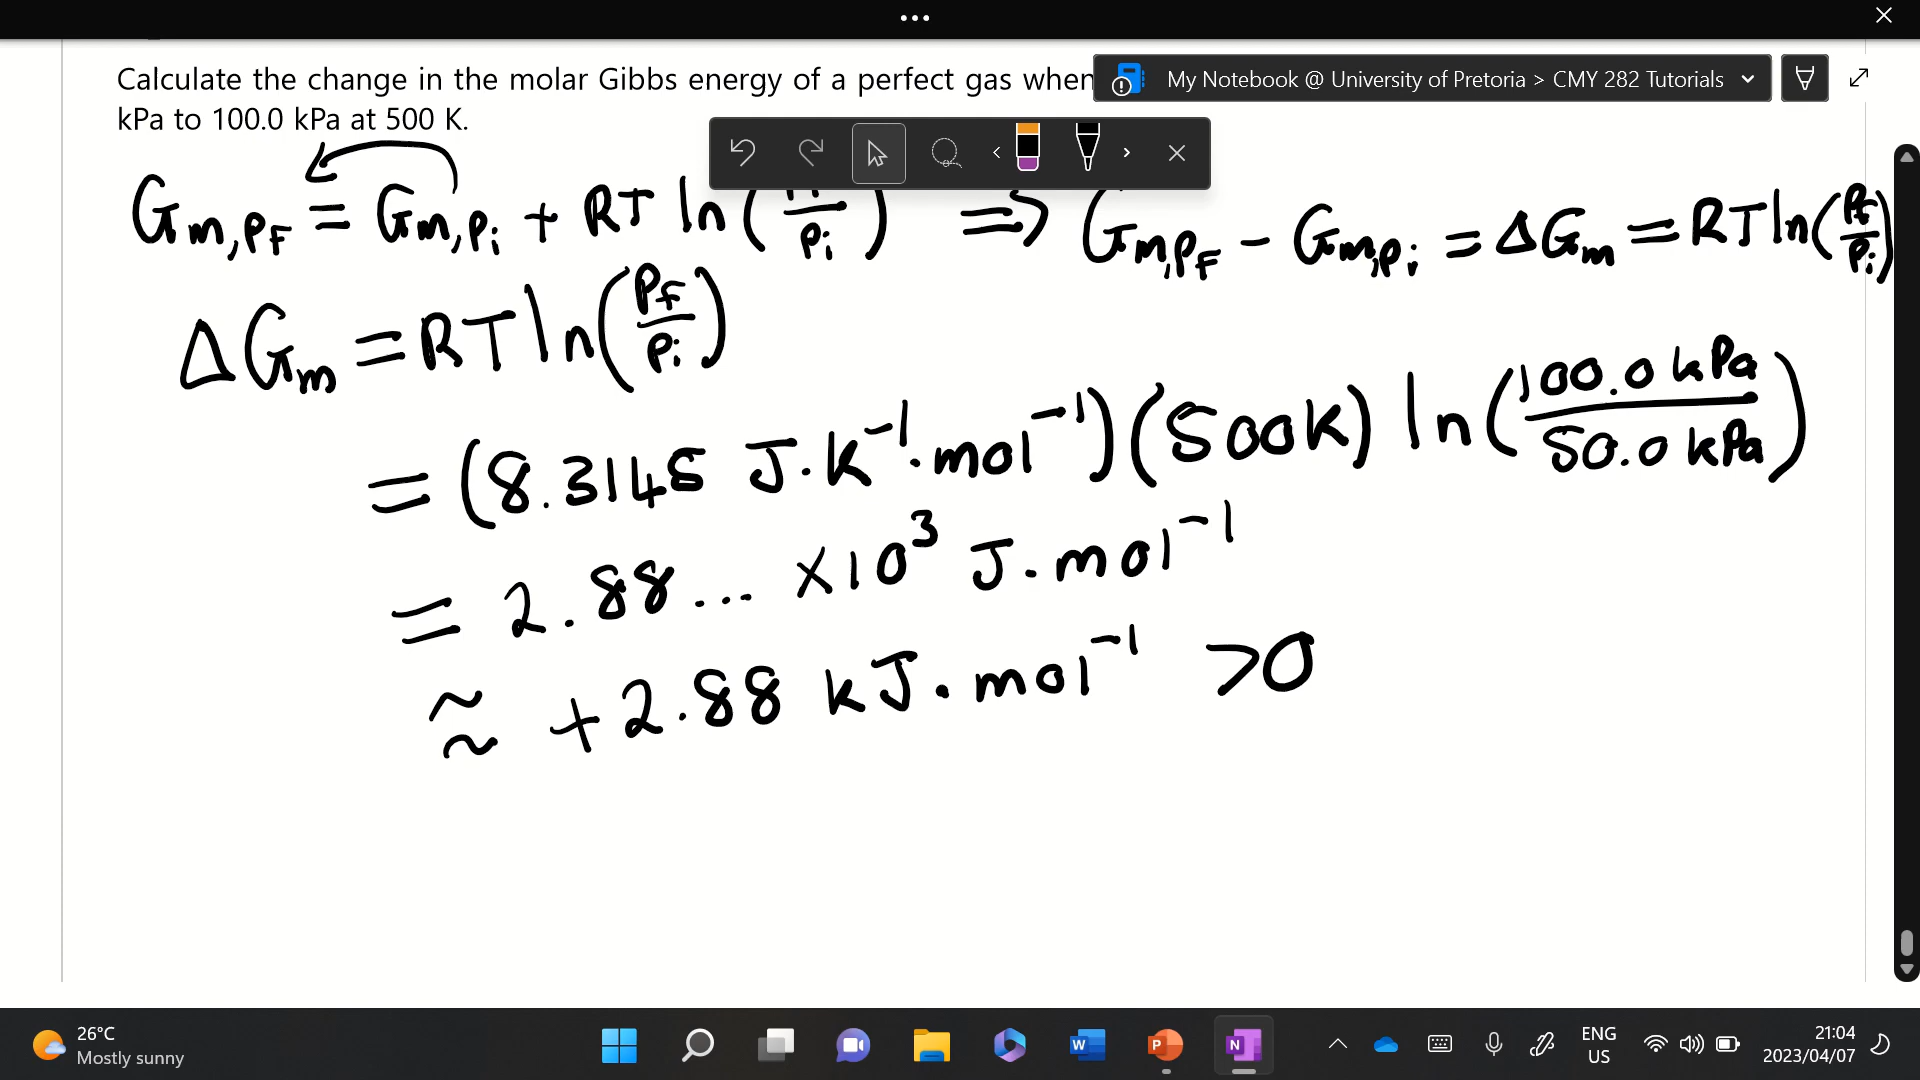 Calculate the change in the molar Gibbs energy of a perfect gas when
My Notebook @ University of Pretoria > CMY 282 Tutorials
kPa to 100.0 kPa at 500 K.
Gm,Pf = Gm,Pi + RT ln( /Pi) ⇒ Gm,Pf − Gm,Pi = ΔGm = RT ln(Pf/Pi)
ΔGm = RT ln(Pf/Pi)
= (8.3145 J·K⁻¹·mol⁻¹)(500K) ln(100.0 kPa/50.0 kPa)
= 2.88... ×10³ J·mol⁻¹
≈ +2.88 kJ·mol⁻¹ >0
26°C
Mostly sunny
W
P
N
ENG
US
21:04
2023/04/07